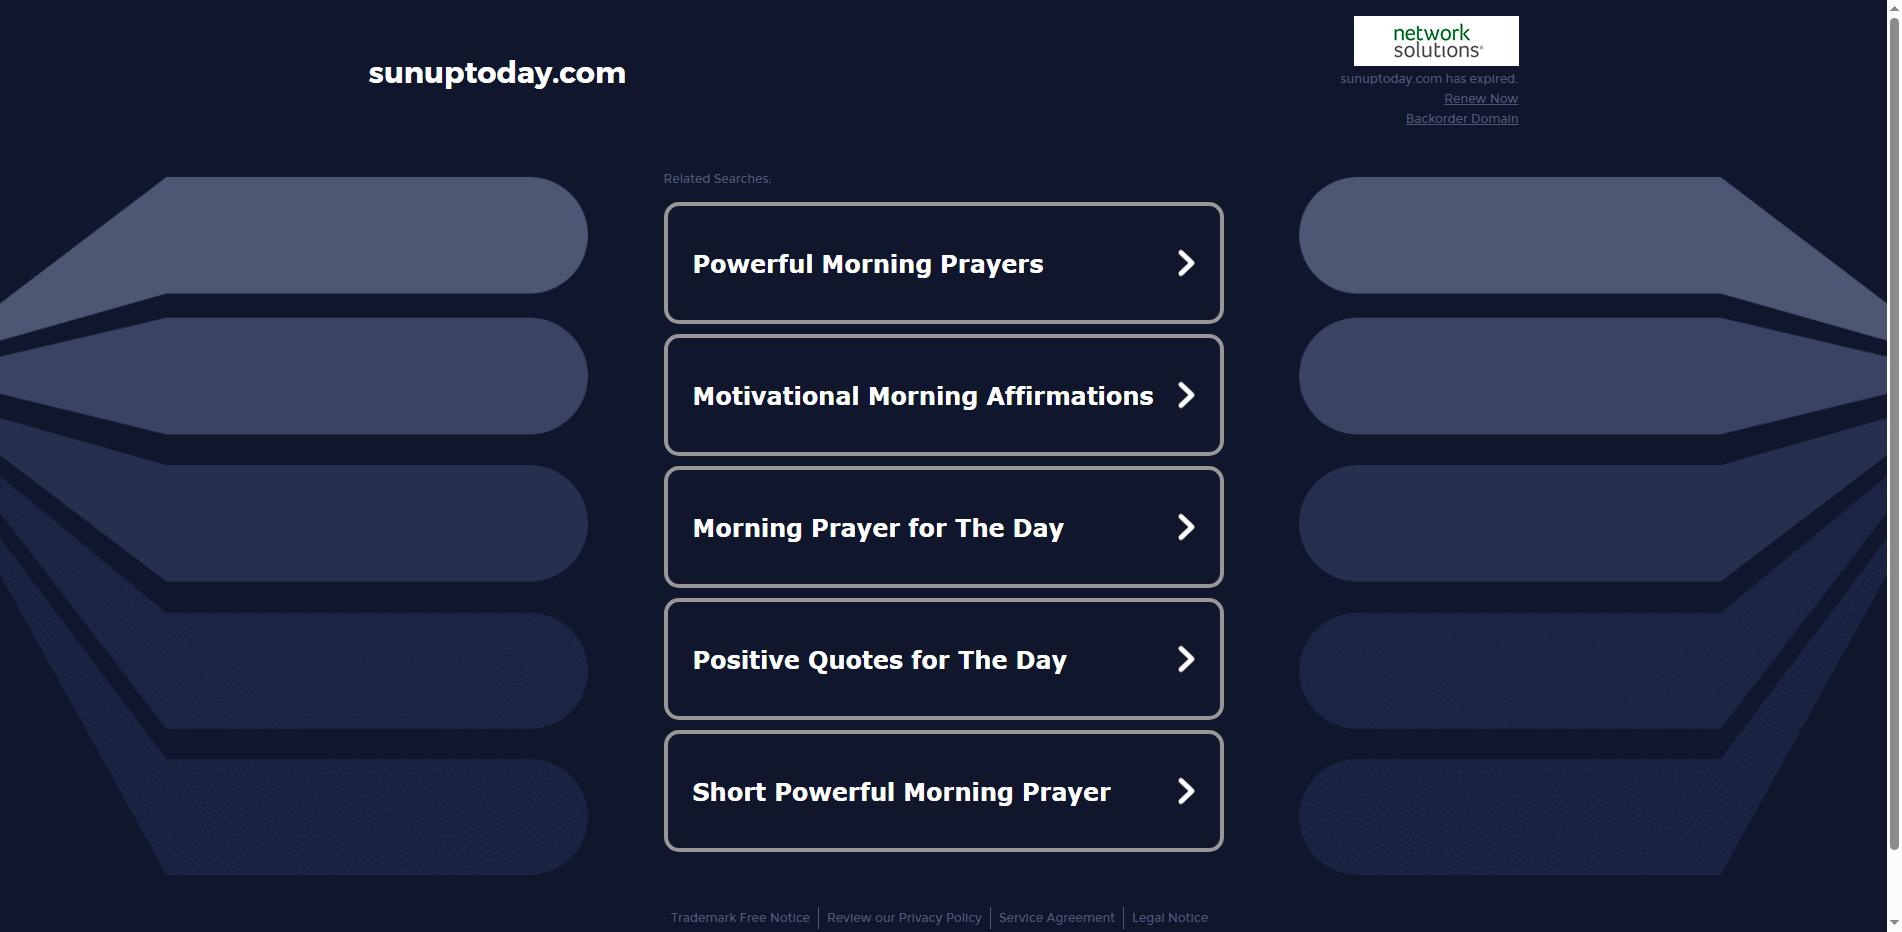 sunuptoday.com
network
solutions®
sunuptoday.com has expired.
Renew Now
Backorder Domain
Related Searches:
Powerful Morning Prayers
Motivational Morning Affirmations
Morning Prayer for The Day
Positive Quotes for The Day
Short Powerful Morning Prayer
Trademark Free Notice | Review our Privacy Policy | Service Agreement | Legal Notice